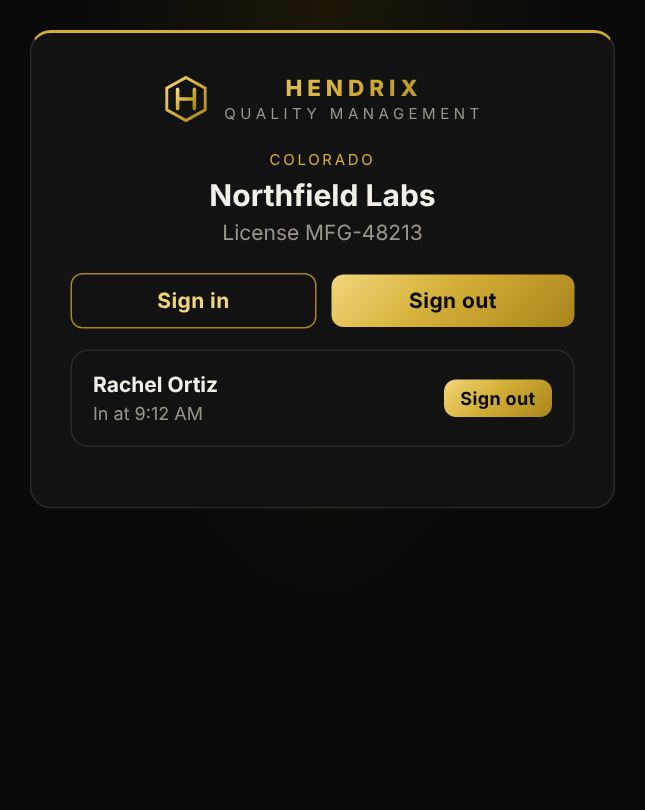 HENDRIX
QUALITY MANAGEMENT
COLORADO
Northfield Labs
License MFG-48213
Sign in
Sign out
Rachel Ortiz
In at 9:12 AM
Sign out